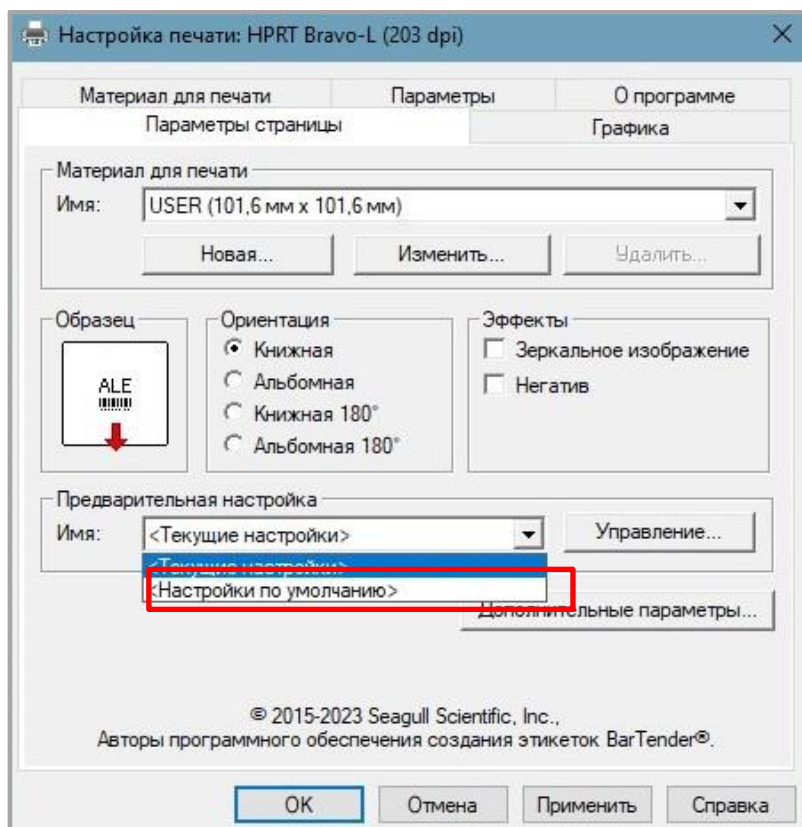 Настройка печати: HPRT Bravo-L (203 dpi)
Материал для печати Параметры О программе
Параметры страницы Графика
Материал для печати
Имя: USER (101,6 мм x 101,6 мм)
Новая... Изменить... Удалить...
Образец Ориентация Эффекты
ALE
Книжная
Альбомная
Книжная 180°
Альбомная 180°
Зеркальное изображение
Негатив
Предварительная настройка
Имя: <Текущие настройки> Управление...
<Текущие настройки>
<Настройки по умолчанию>
Дополнительные параметры...
© 2015-2023 Seagull Scientific, Inc.,
Авторы программного обеспечения создания этикеток BarTender®.
OK Отмена Применить Справка